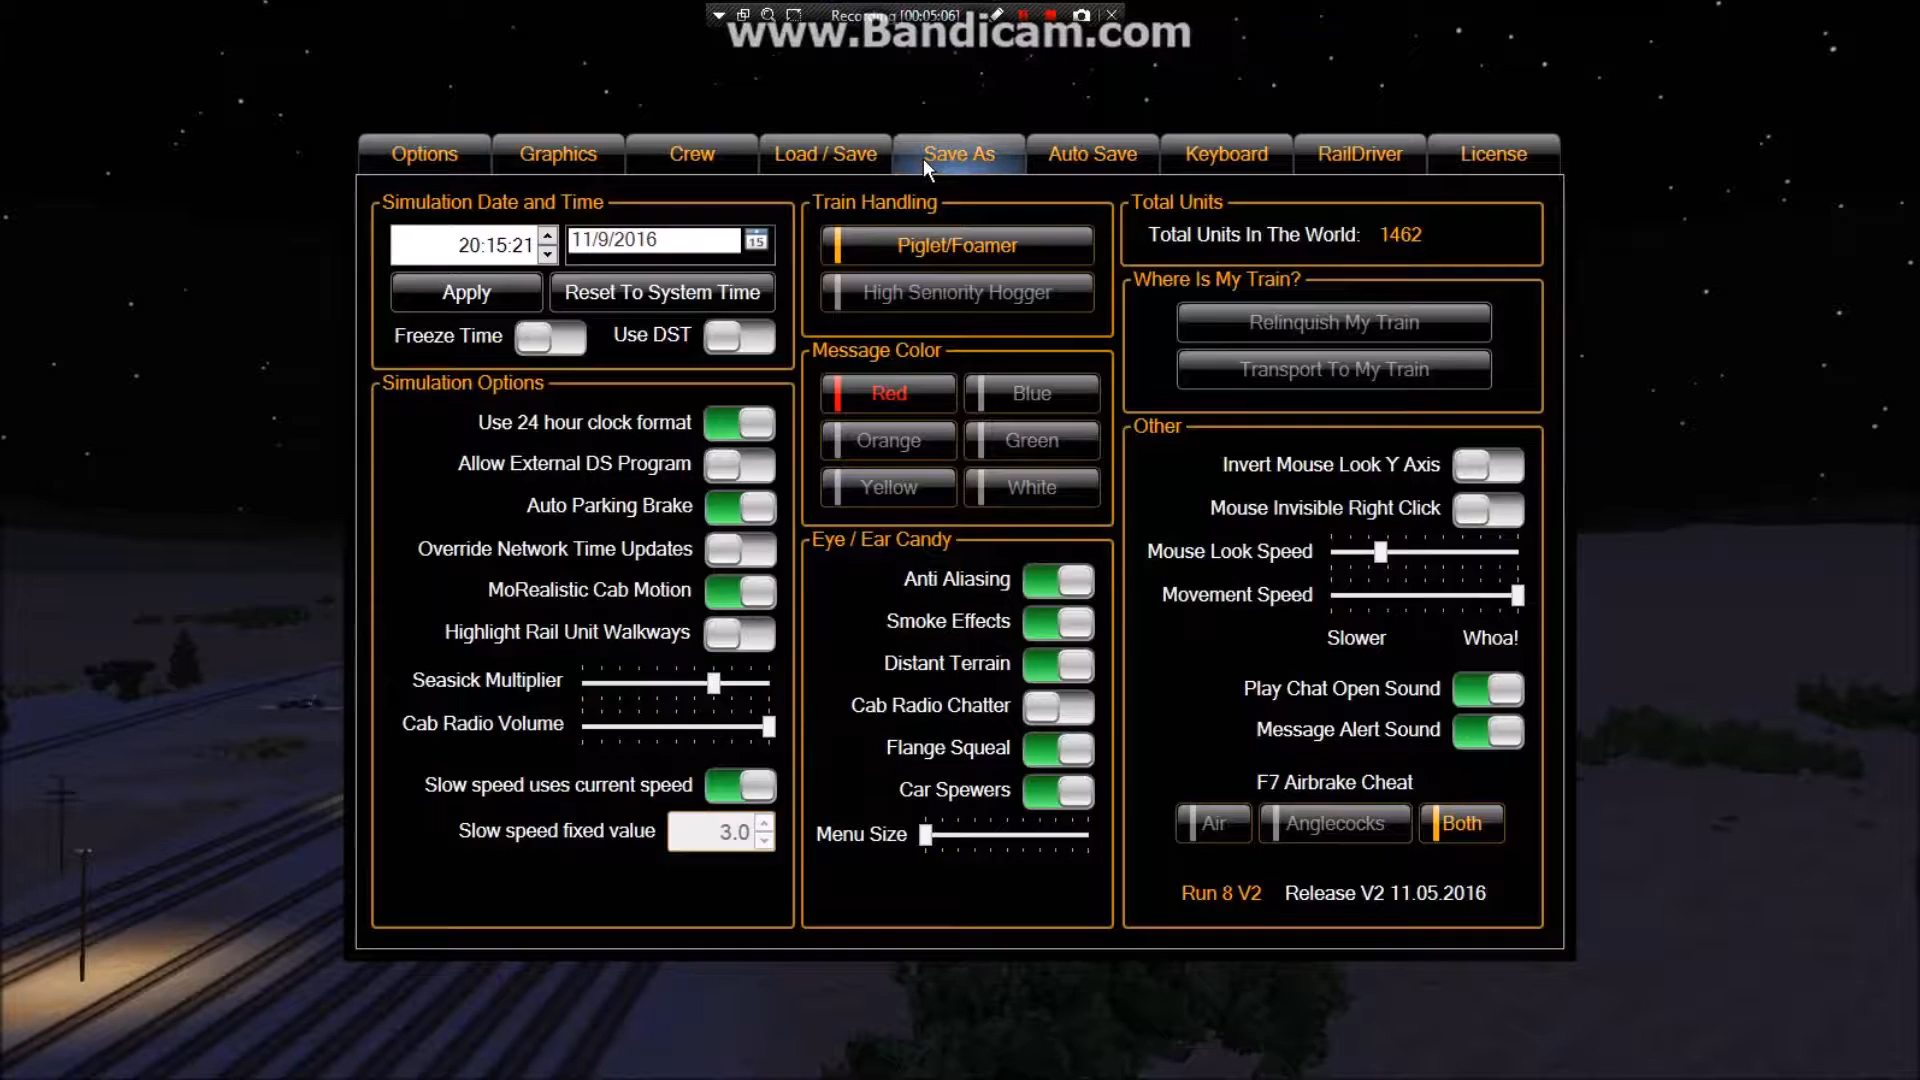 Recording [00:05:06]
www.Bandicam.com
Options
Graphics
Crew
Load / Save
Save As
Auto Save
Keyboard
RailDriver
License
Simulation Date and Time
20:15:21
11/9/2016
15
Apply
Reset To System Time
Freeze Time
Use DST
Simulation Options
Use 24 hour clock format
Allow External DS Program
Auto Parking Brake
Override Network Time Updates
MoRealistic Cab Motion
Highlight Rail Unit Walkways
Seasick Multiplier
Cab Radio Volume
Slow speed uses current speed
Slow speed fixed value
3.0
Train Handling
Piglet/Foamer
High Seniority Hogger
Message Color
Red
Blue
Orange
Green
Yellow
White
Eye / Ear Candy
Anti Aliasing
Smoke Effects
Distant Terrain
Cab Radio Chatter
Flange Squeal
Car Spewers
Menu Size
Total Units
Total Units In The World: 1462
Where Is My Train?
Relinquish My Train
Transport To My Train
Other
Invert Mouse Look Y Axis
Mouse Invisible Right Click
Mouse Look Speed
Movement Speed
Slower
Whoa!
Play Chat Open Sound
Message Alert Sound
F7 Airbrake Cheat
Air
Anglecocks
Both
Run 8 V2
Release V2 11.05.2016